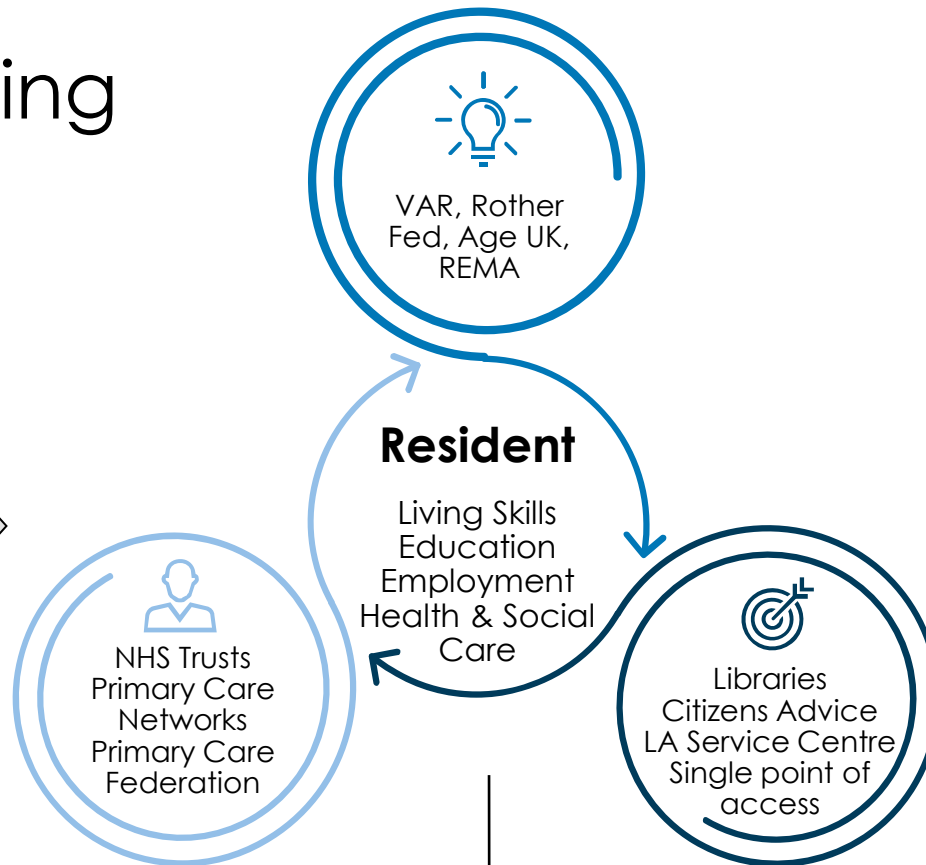 ing
VAR, Rother
Fed, Age UK,
REMA
Resident
Living Skills
Education
Employment
Health & Social
Care
NHS Trusts
Primary Care
Networks
Primary Care
Federation
Libraries
Citizens Advice
LA Service Centre
Single point of
access